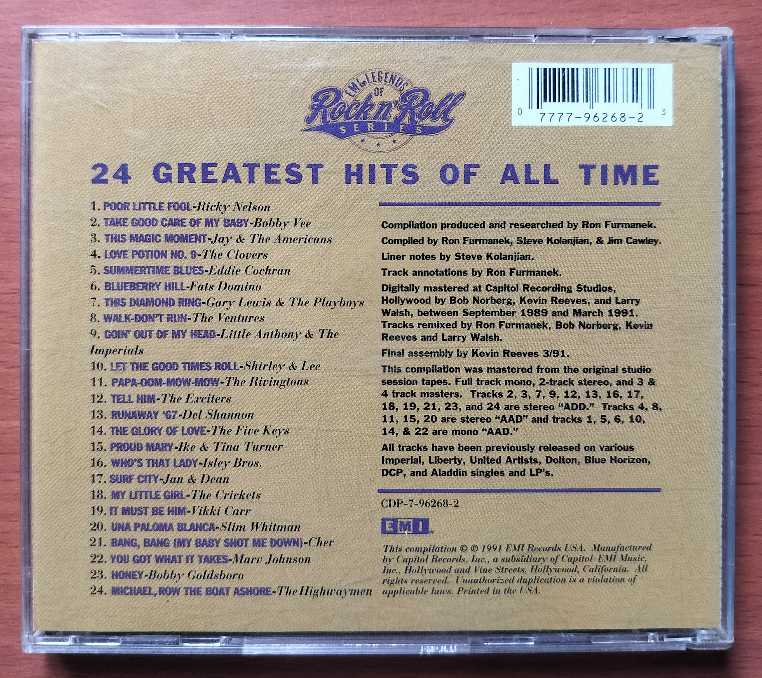 EMI LEGENDS
OF
Rock n' Roll
SERIES
0 7777-96268-2 3
24 GREATEST HITS OF ALL TIME
1. POOR LITTLE FOOL-Ricky Nelson
2. TAKE GOOD CARE OF MY BABY-Bobby Vee
3. THIS MAGIC MOMENT-Jay & The Americans
4. LOVE POTION NO. 9-The Clovers
5. SUMMERTIME BLUES-Eddie Cochran
6. BLUEBERRY HILL-Fats Domino
7. THIS DIAMOND RING-Gary Lewis & The Playboys
8. WALK-DON'T RUN-The Ventures
9. GOIN' OUT OF MY HEAD-Little Anthony & The
Imperials
10. LET THE GOOD TIMES ROLL-Shirley & Lee
11. PAPA-OOM-MOW-MOW-The Rivingtons
12. TELL HIM-The Exciters
13. RUNAWAY '67-Del Shannon
14. THE GLORY OF LOVE-The Five Keys
15. PROUD MARY-Ike & Tina Turner
16. WHO'S THAT LADY-Isley Bros.
17. SURF CITY-Jan & Dean
18. MY LITTLE GIRL-The Crickets
19. IT MUST BE HIM-Vikki Carr
20. UNA PALOMA BLANCA-Slim Whitman
21. BANG, BANG (MY BABY SHOT ME DOWN)-Cher
22. YOU GOT WHAT IT TAKES-Marv Johnson
23. HONEY-Bobby Goldsboro
24. MICHAEL, ROW THE BOAT ASHORE-The Highwaymen
Compilation produced and researched by Ron Furmanek.
Compiled by Ron Furmanek, Steve Kolanjian, & Jim Cawley.
Liner notes by Steve Kolanjian.
Track annotations by Ron Furmanek.
Digitally mastered at Capitol Recording Studios,
Hollywood by Bob Norberg, Kevin Reeves, and Larry
Walsh, between September 1989 and March 1991.
Tracks remixed by Ron Furmanek, Bob Norberg, Kevin
Reeves and Larry Walsh.
Final assembly by Kevin Reeves 3/91.
This compilation was mastered from the original studio
session tapes. Full track mono, 2-track stereo, and 3 &
4 track masters. Tracks 2, 3, 7, 9, 12, 13, 16, 17,
18, 19, 21, 23, and 24 are stereo "ADD." Tracks 4, 8,
11, 15, 20 are stereo "AAD" and tracks 1, 5, 6, 10,
14, & 22 are mono "AAD."
All tracks have been previously released on various
Imperial, Liberty, United Artists, Dolton, Blue Horizon,
DCP, and Aladdin singles and LP's.
CDP-7-96268-2
EMI
This compilation © ℗ 1991 EMI Records USA. Manufactured
by Capitol Records, Inc., a subsidiary of Capitol-EMI Music,
Inc., Hollywood and Vine Streets, Hollywood, California. All
rights reserved. Unauthorized duplication is a violation of
applicable laws. Printed in the USA.